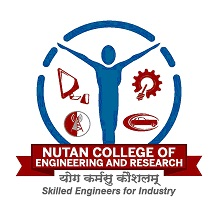 NUTAN COLLEGE OF
ENGINEERING AND RESEARCH
योग कर्मसु कौशलम्
Skilled Engineers for Industry